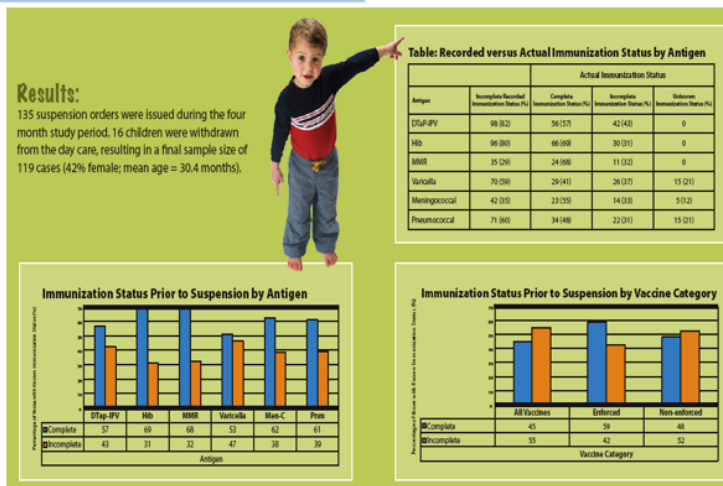 Results:
135 suspension orders were issued during the four
month study period. 16 children were withdrawn
from the day care, resulting in a final sample size of
119 cases (42% female; mean age = 30.4 months).
Table: Recorded versus Actual Immunization Status by Antigen
Actual Immunization Status
Antigen Incomplete Recorded Immunization Status (%) Complete Immunization Status (%) Incomplete Immunization Status (%) Unknown Immunization Status (%)
DTaP-IPV 98 (82) 56 (57) 42 (43) 0
Hib 96 (80) 66 (69) 30 (31) 0
MMR 35 (29) 24 (68) 11 (32) 0
Varicella 70 (59) 29 (41) 26 (37) 15 (21)
Meningococcal 42 (35) 23 (55) 14 (33) 5 (12)
Pneumococcal 71 (60) 34 (48) 22 (31) 15 (21)
Immunization Status Prior to Suspension by Antigen
DTap-IPV Hib MMR Varicella Men-C Pnm
Complete 57 69 68 53 62 61
Incomplete 43 31 32 47 38 39
Antigen
Immunization Status Prior to Suspension by Vaccine Category
All Vaccines Enforced Non-enforced
Complete 45 59 48
Incomplete 55 42 52
Vaccine Category